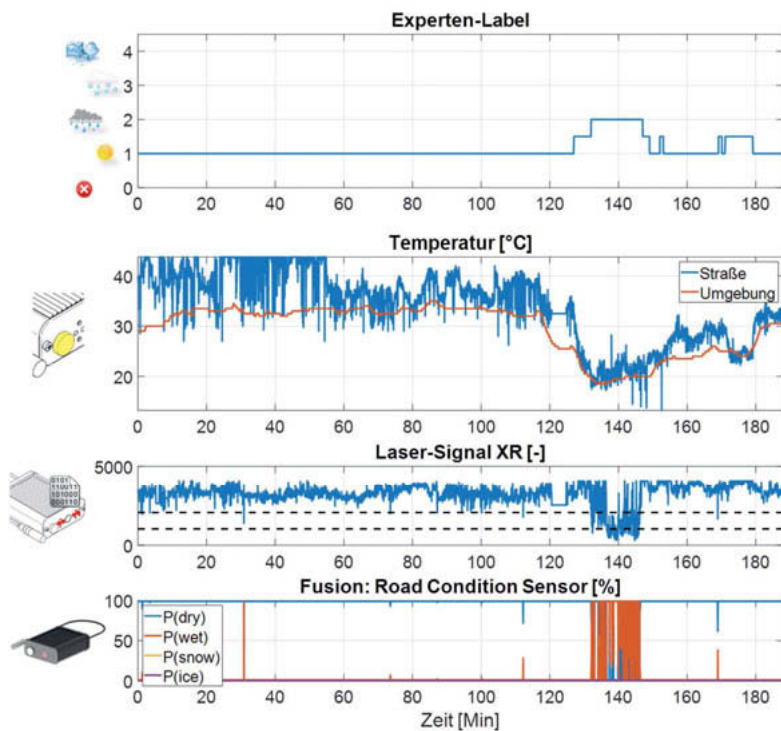 Experten-Label
4
3
2
1
0
0 20 40 60 80 100 120 140 160 180
Temperatur [°C]
40
30
20
Straße
Umgebung
0 20 40 60 80 100 120 140 160 180
Laser-Signal XR [-]
5000
0
0101
110011
101000
000110
0 20 40 60 80 100 120 140 160 180
Fusion: Road Condition Sensor [%]
100
50
0
P(dry)
P(wet)
P(snow)
P(ice)
0 20 40 60 80 100 120 140 160 180
Zeit [Min]